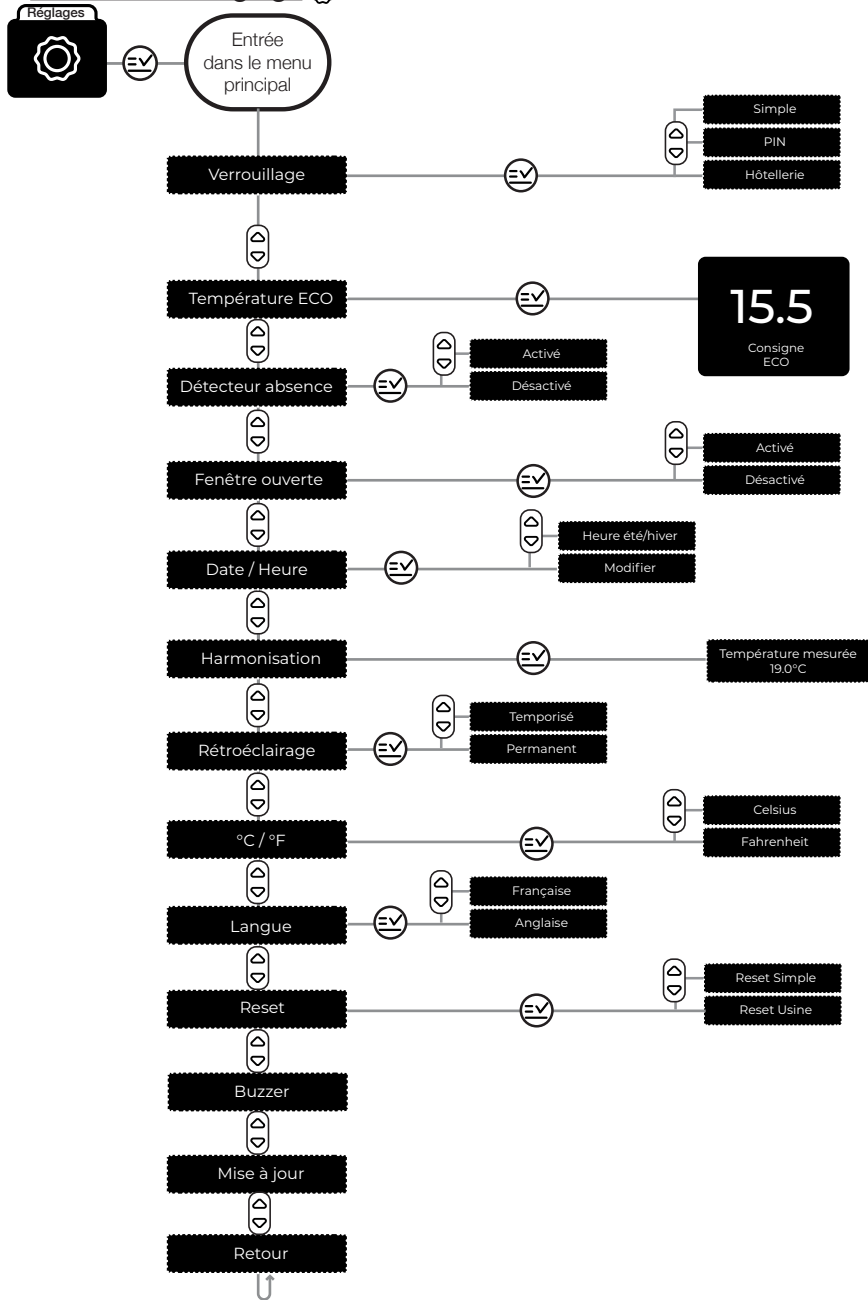 Réglages
Entrée
dans le menu
principal
Simple
PIN
Verrouillage
Hôtellerie
Température ECO
15.5
Consigne
ECO
Activé
Détecteur absence
Désactivé
Activé
Fenêtre ouverte
Désactivé
Heure été/hiver
Date / Heure
Modifier
Harmonisation
Température mesurée
19.0°C
Temporisé
Rétroéclairage
Permanent
Celsius
°C / °F
Fahrenheit
Française
Langue
Anglaise
Reset Simple
Reset
Reset Usine
Buzzer
Mise à jour
Retour